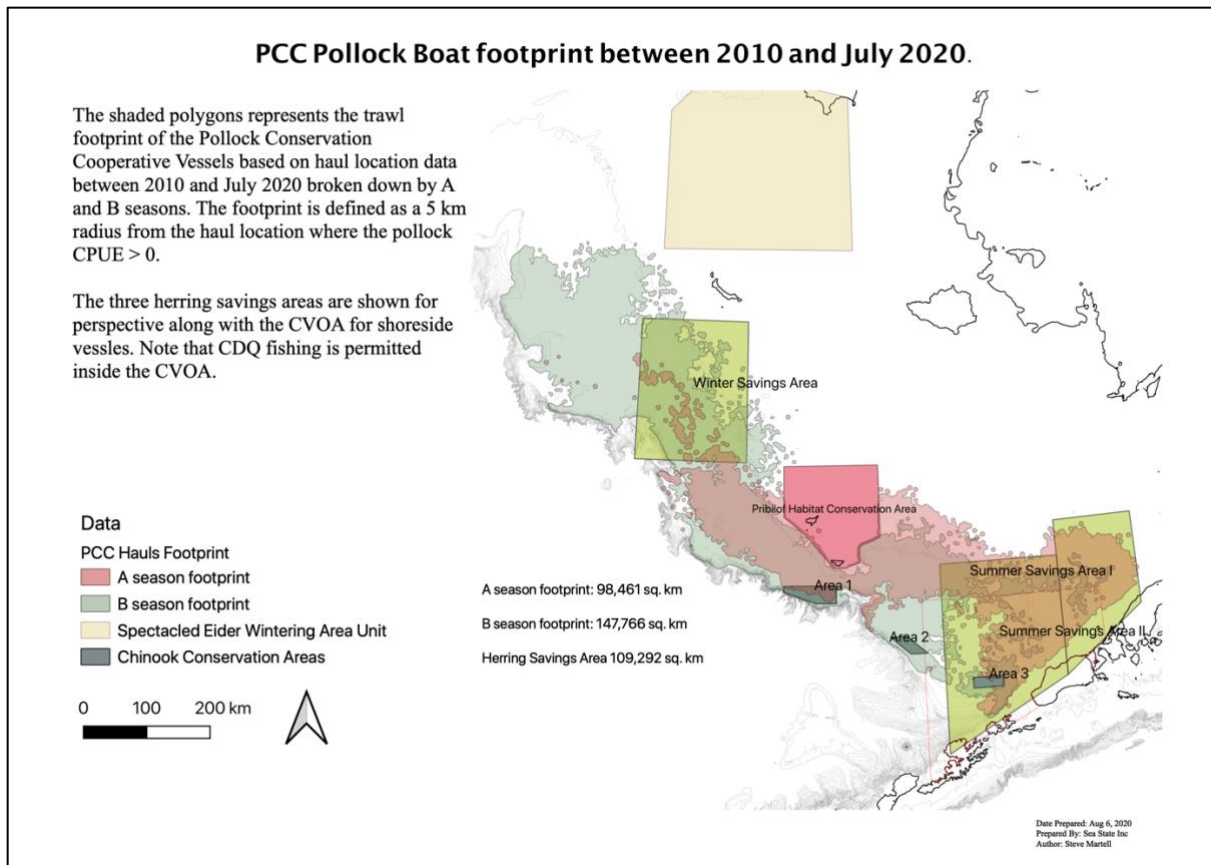 PCC Pollock Boat footprint between 2010 and July 2020.
The shaded polygons represents the trawl
footprint of the Pollock Conservation
Cooperative Vessels based on haul location data
between 2010 and July 2020 broken down by A
and B seasons. The footprint is defined as a 5 km
radius from the haul location where the pollock
CPUE > 0.
The three herring savings areas are shown for
perspective along with the CVOA for shoreside
vessles. Note that CDQ fishing is permitted
inside the CVOA.
Winter Savings Area
Pribilof Habitat Conservation Area
Area 1
Summer Savings Area I
Area 2
Summer Savings Area II
Area 3
Data
PCC Hauls Footprint
A season footprint
B season footprint
Spectacled Eider Wintering Area Unit
Chinook Conservation Areas
0 100 200 km
A season footprint: 98,461 sq. km
B season footprint: 147,766 sq. km
Herring Savings Area 109,292 sq. km
Date Prepared: Aug 6, 2020
Prepared By: Sea State Inc
Author: Steve Martell